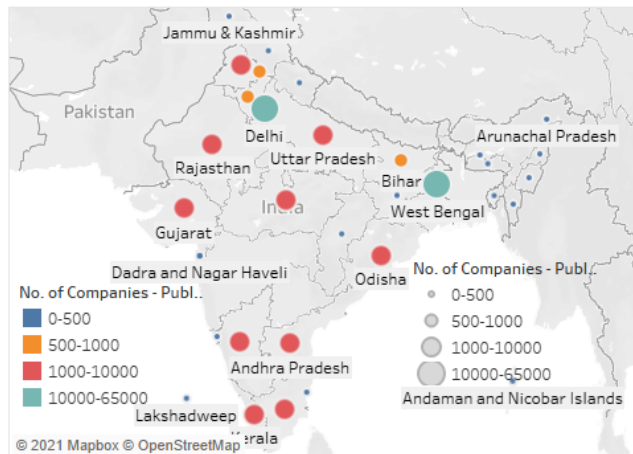 Jammu & Kashmir
Pakistan
Delhi
Arunachal Pradesh
Uttar Pradesh
Rajasthan
Bihar
India
West Bengal
Gujarat
Dadra and Nagar Haveli
Odisha
No. of Companies - Publ..
0-500
500-1000
1000-10000
10000-65000
No. of Companies - Publ..
0-500
500-1000
1000-10000
10000-65000
Andhra Pradesh
Andaman and Nicobar Islands
Lakshadweep
Kerala
© 2021 Mapbox © OpenStreetMap